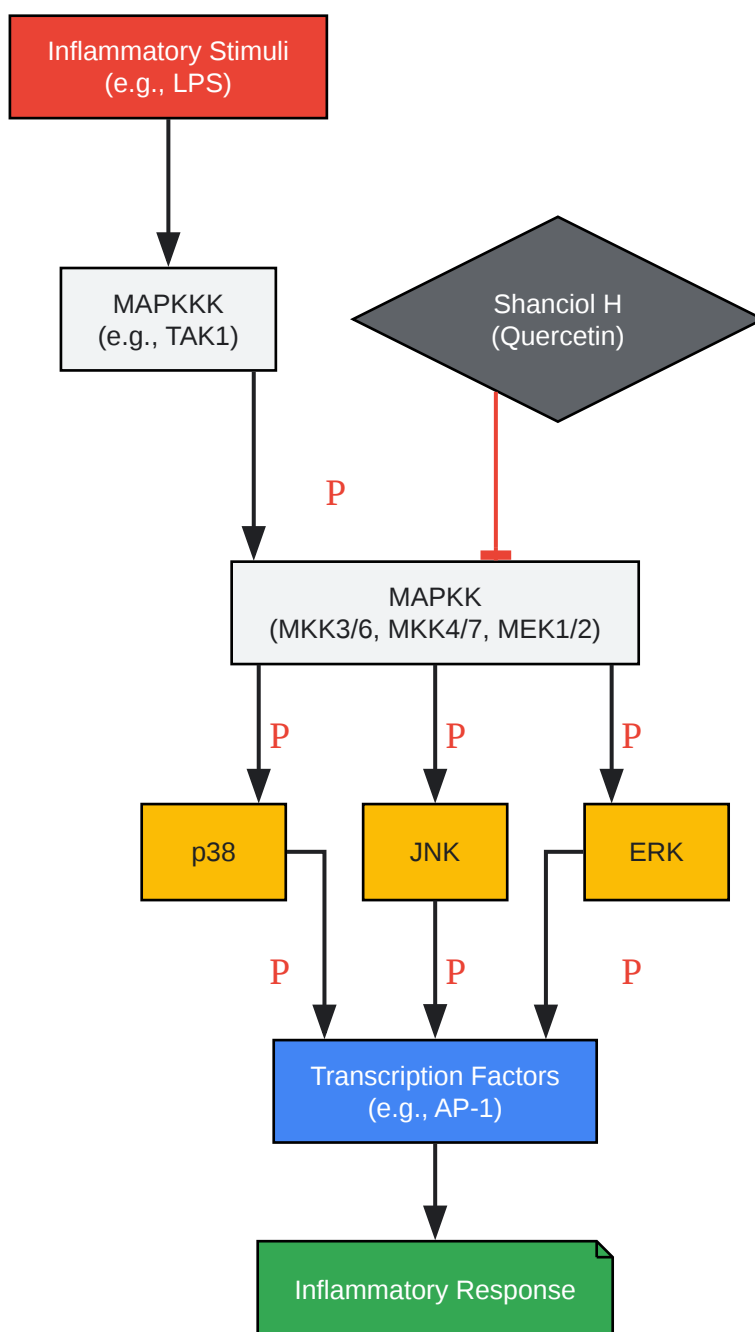 Inflammatory Stimuli
(e.g., LPS)
MAPKKK
(e.g., TAK1)
Shanciol H
(Quercetin)
P
MAPKK
(MKK3/6, MKK4/7, MEK1/2)
P
P
P
p38
JNK
ERK
P
P
P
Transcription Factors
(e.g., AP-1)
Inflammatory Response